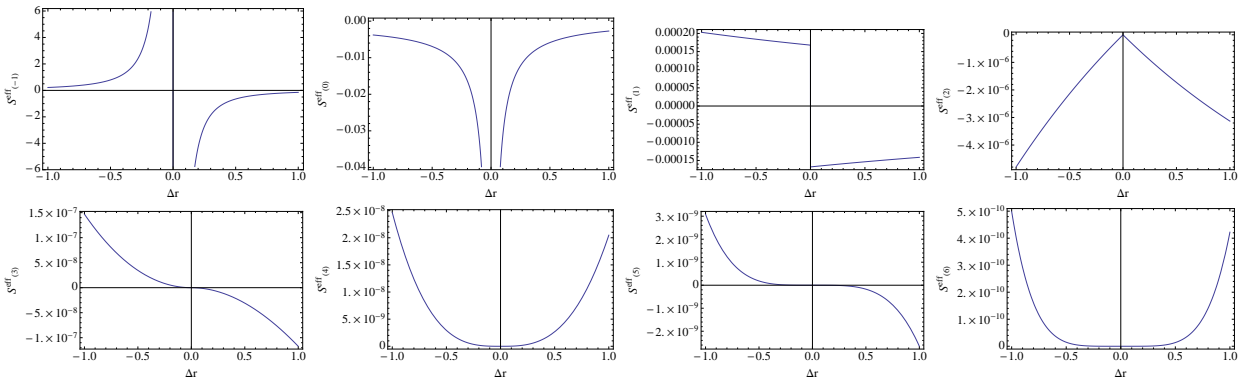 6
4
2
0
−2
−4
−6
S^eff_(−1)
−1.0 −0.5 0.0 0.5 1.0
Δr
0.00
−0.01
−0.02
−0.03
−0.04
S^eff_(0)
−1.0 −0.5 0.0 0.5 1.0
Δr
0.00020
0.00015
0.00010
0.00005
0.00000
−0.00005
−0.00010
−0.00015
S^eff_(1)
−1.0 −0.5 0.0 0.5 1.0
Δr
0
−1.×10^−6
−2.×10^−6
−3.×10^−6
−4.×10^−6
S^eff_(2)
−1.0 −0.5 0.0 0.5 1.0
Δr
1.5×10^−7
1.×10^−7
5.×10^−8
0
−5.×10^−8
−1.×10^−7
S^eff_(3)
−1.0 −0.5 0.0 0.5 1.0
Δr
2.5×10^−8
2.×10^−8
1.5×10^−8
1.×10^−8
5.×10^−9
0
S^eff_(4)
−1.0 −0.5 0.0 0.5 1.0
Δr
3.×10^−9
2.×10^−9
1.×10^−9
0
−1.×10^−9
−2.×10^−9
S^eff_(5)
−1.0 −0.5 0.0 0.5 1.0
Δr
5.×10^−10
4.×10^−10
3.×10^−10
2.×10^−10
1.×10^−10
0
S^eff_(6)
−1.0 −0.5 0.0 0.5 1.0
Δr